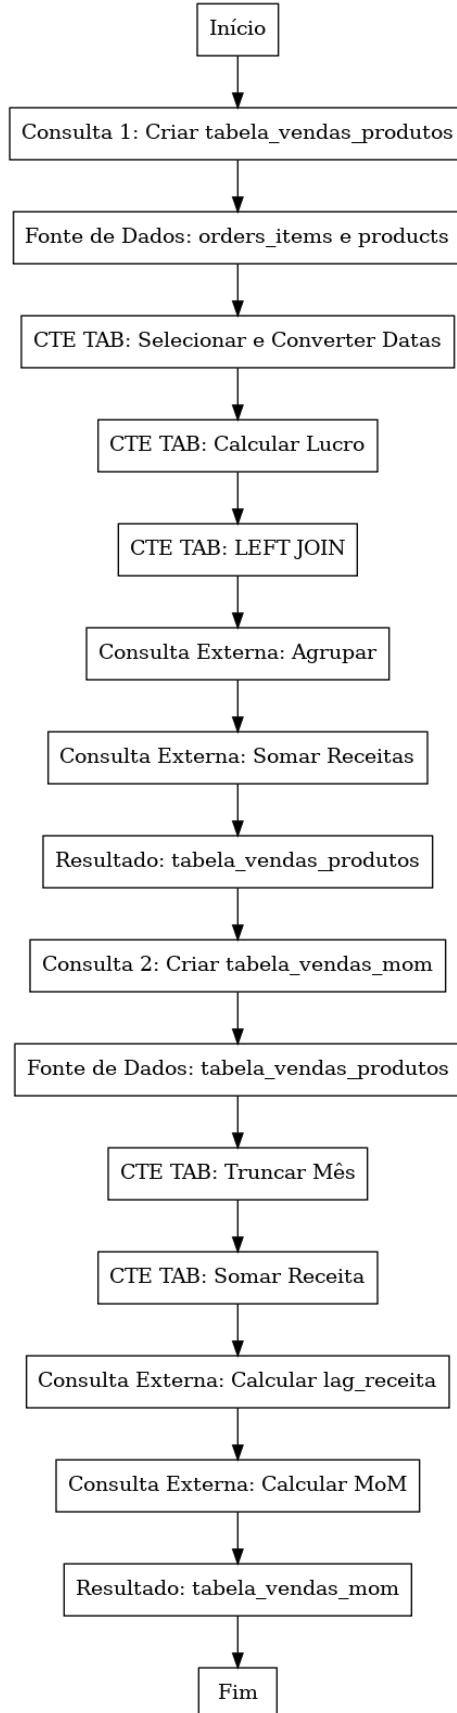 Início
Consulta 1: Criar tabela_vendas_produtos
Fonte de Dados: orders_items e products
CTE TAB: Selecionar e Converter Datas
CTE TAB: Calcular Lucro
CTE TAB: LEFT JOIN
Consulta Externa: Agrupar
Consulta Externa: Somar Receitas
Resultado: tabela_vendas_produtos
Consulta 2: Criar tabela_vendas_mom
Fonte de Dados: tabela_vendas_produtos
CTE TAB: Truncar Mês
CTE TAB: Somar Receita
Consulta Externa: Calcular lag_receita
Consulta Externa: Calcular MoM
Resultado: tabela_vendas_mom
Fim